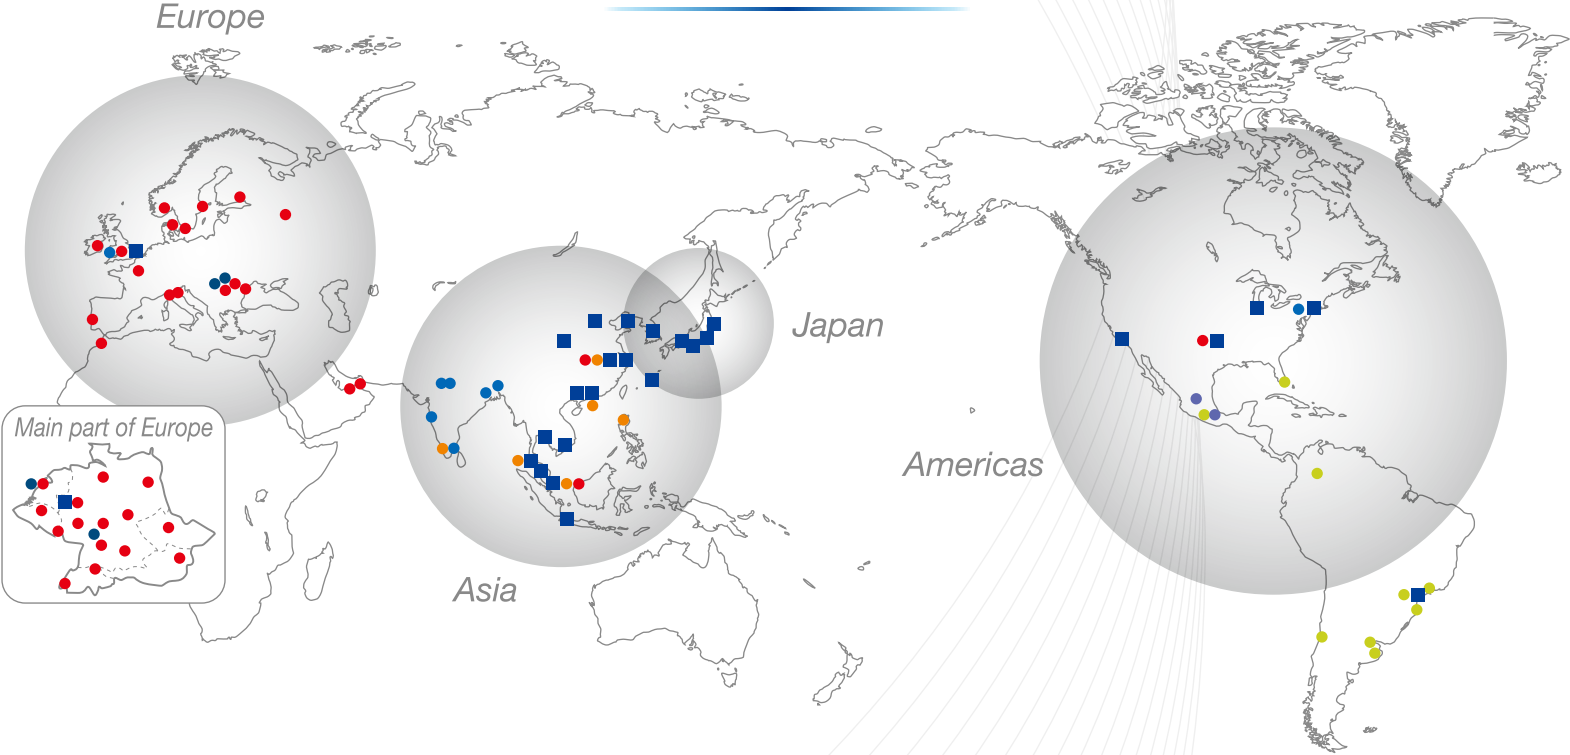 Europe
Japan
Main part of Europe
Americas
Asia